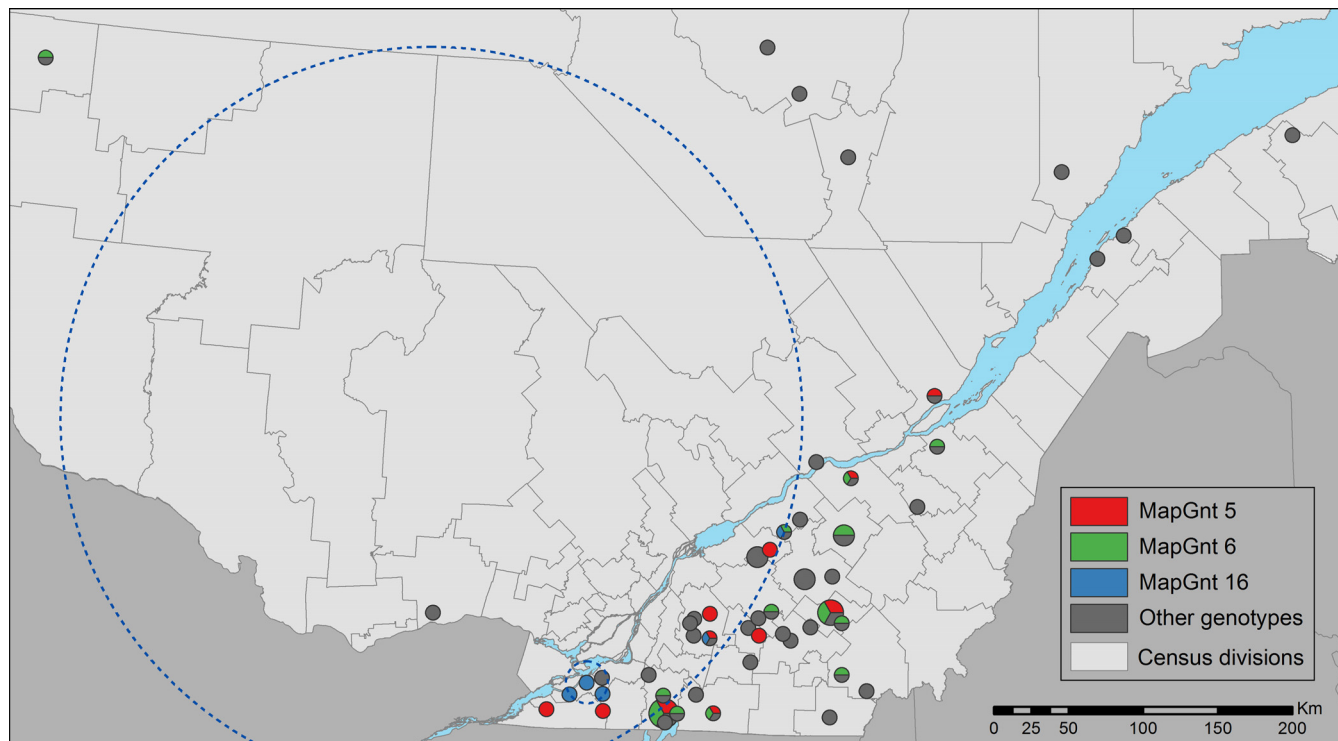 MapGnt 5
MapGnt 6
MapGnt 16
Other genotypes
Census divisions
Km
0 25 50 100 150 200